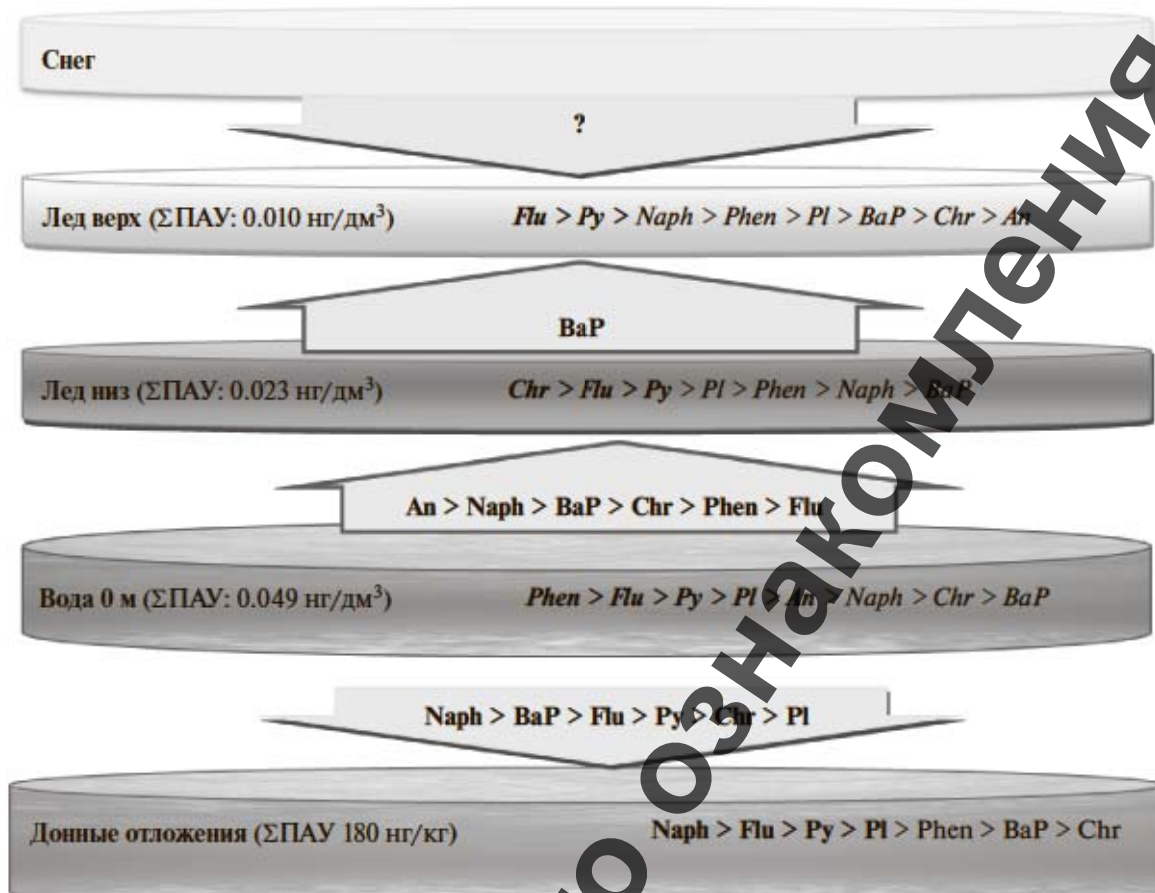 Снег
?
Лед верх (ΣПАУ: 0.010 нг/дм³) Flu > Py > Naph > Phen > Pl > BaP > Chr > An
BaP
Лед низ (ΣПАУ: 0.023 нг/дм³) Chr > Flu > Py > Pl > Phen > Naph > BaP
An > Naph > BaP > Chr > Phen > Flu
Вода 0 м (ΣПАУ: 0.049 нг/дм³) Phen > Flu > Py > Pl > An > Naph > Chr > BaP
Naph > BaP > Flu > Py > Chr > Pl
Донные отложения (ΣПАУ 180 нг/кг) Naph > Flu > Py > Pl > Phen > BaP > Chr
о ознакомления